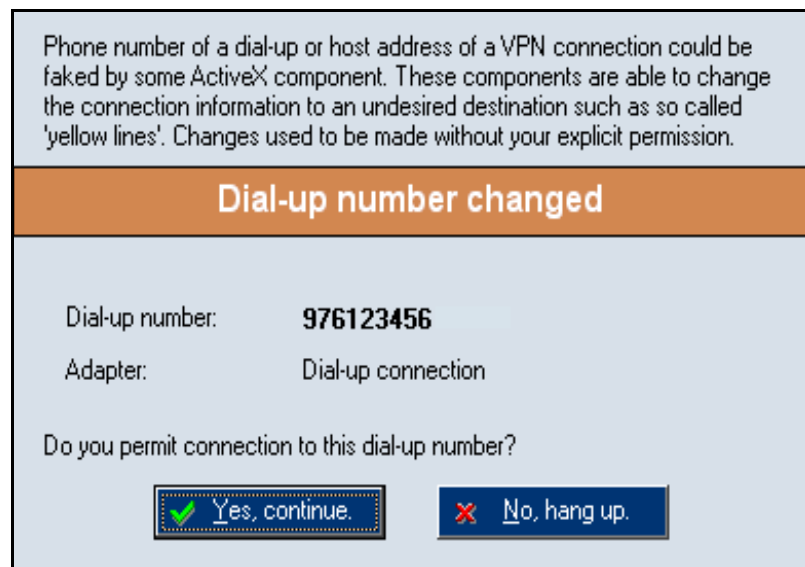 Phone number of a dial-up or host address of a VPN connection could be
faked by some ActiveX component. These components are able to change
the connection information to an undesired destination such as so called
'yellow lines'. Changes used to be made without your explicit permission.
Dial-up number changed
Dial-up number: 976123456
Adapter: Dial-up connection
Do you permit connection to this dial-up number?
Yes, continue. No, hang up.